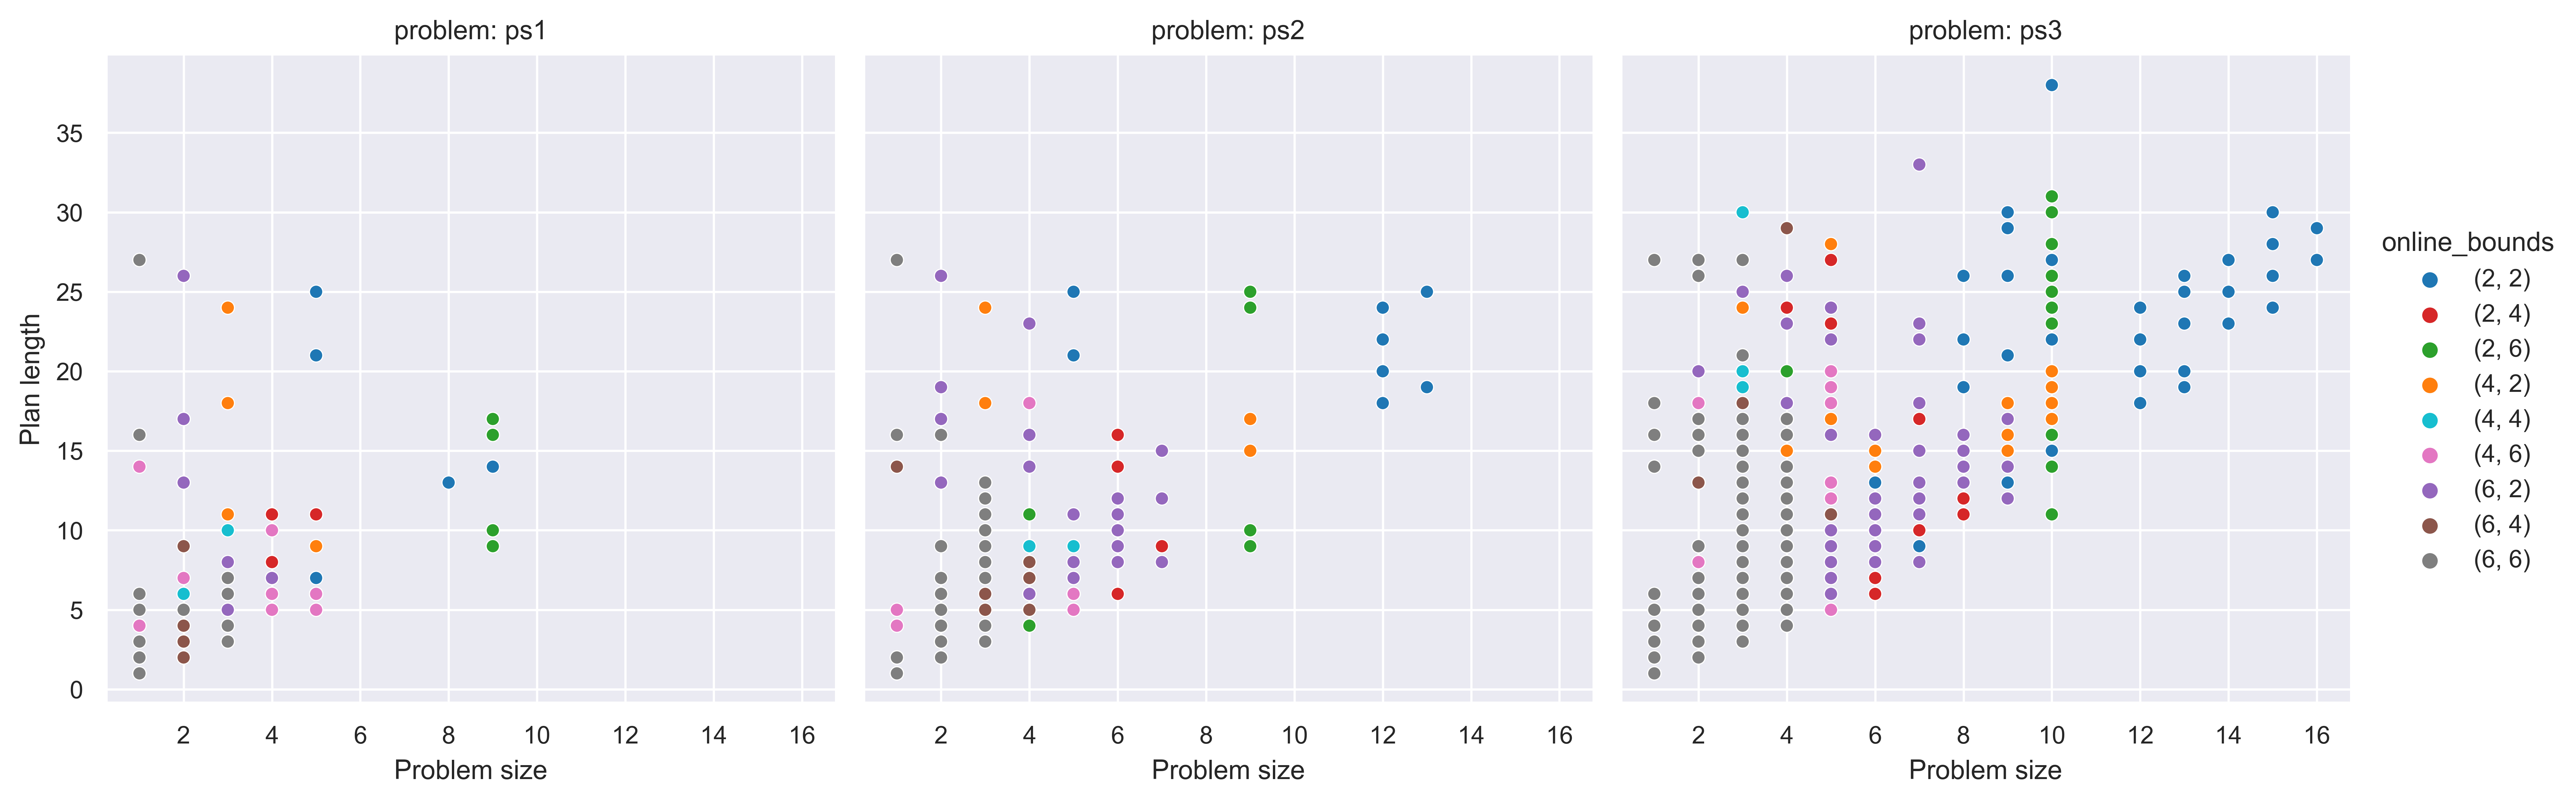 problem: ps1
problem: ps2
problem: ps3
Plan length
35
30
25
20
15
10
5
0
2 4 6 8 10 12 14 16
2 4 6 8 10 12 14 16
2 4 6 8 10 12 14 16
Problem size
Problem size
Problem size
online_bounds
(2, 2)
(2, 4)
(2, 6)
(4, 2)
(4, 4)
(4, 6)
(6, 2)
(6, 4)
(6, 6)